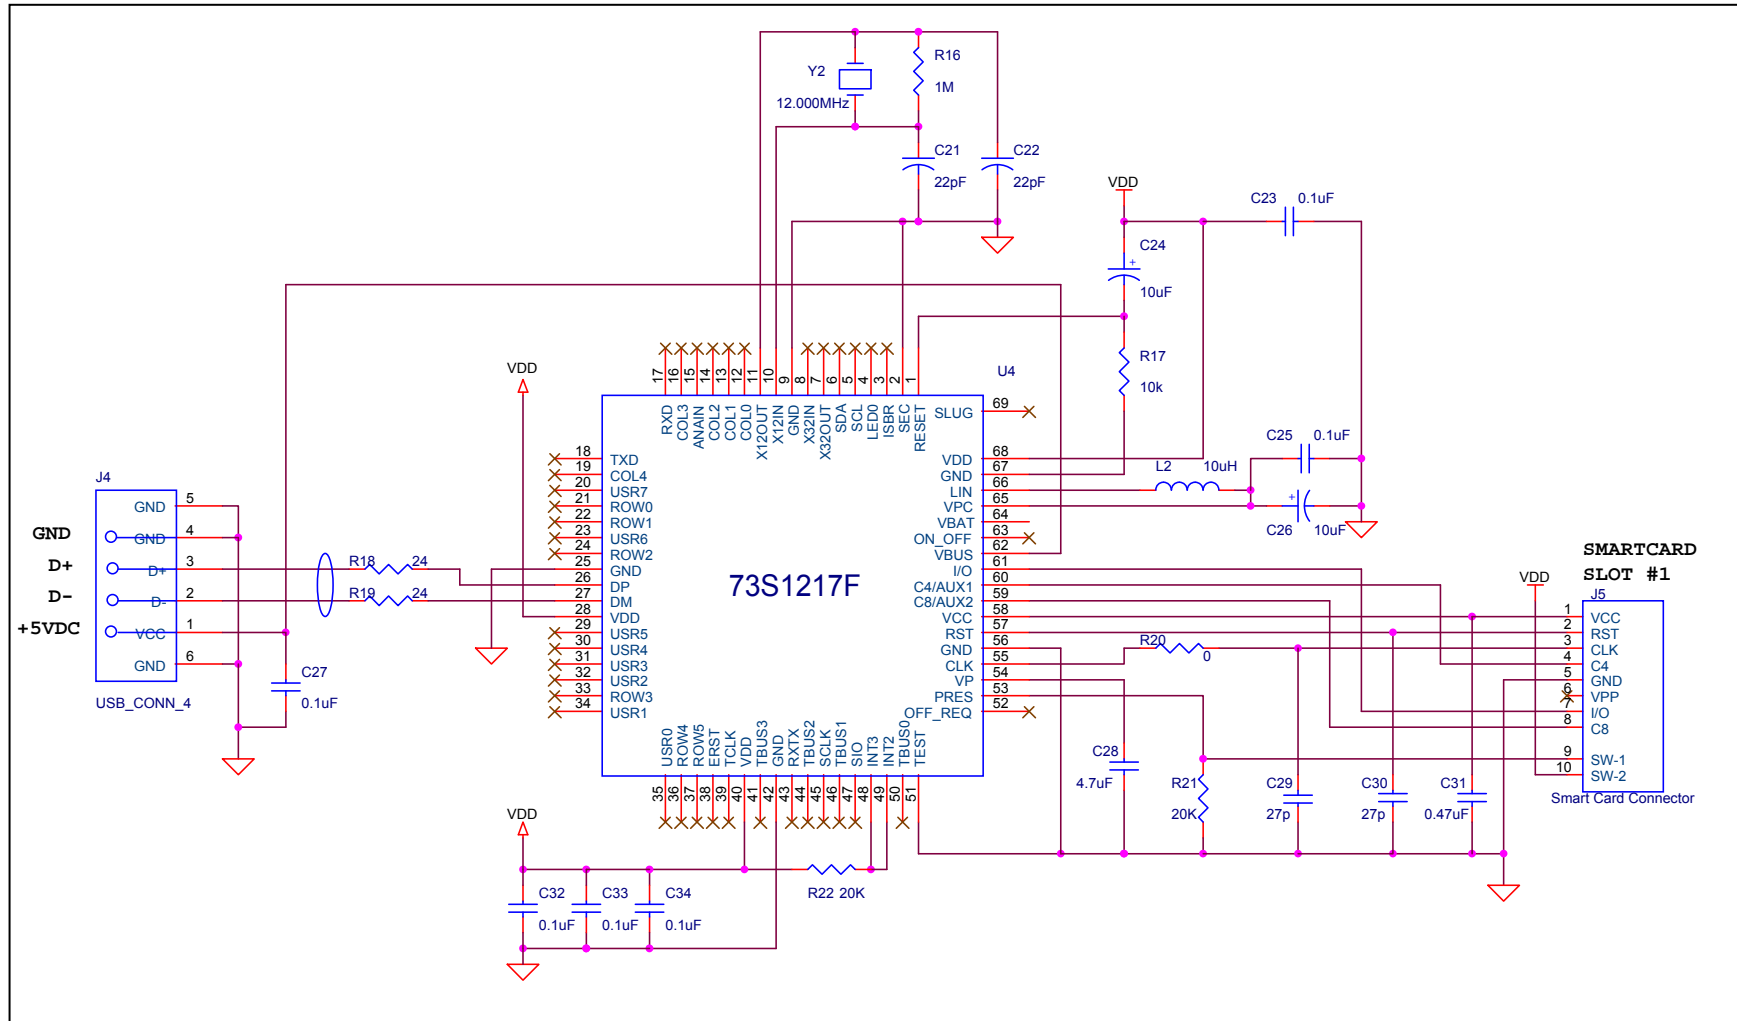 Y2
12.000MHz
R16
1M
C21
22pF
C22
22pF
VDD
C23
0.1uF
C24
+
10uF
R17
10k
U4
VDD
17
16
15
14
13
12
11
10
9
8
7
6
5
4
3
2
1
RXD
COL3
ANAIN
COL2
COL1
COL0
X12OUT
X12IN
GND
X32IN
X32OUT
SDA
SCL
LED0
ISBR
SEC
RESET
69
SLUG
18
TXD
19
COL4
20
USR7
21
ROW0
22
ROW1
23
USR6
24
ROW2
25
GND
26
DP
27
DM
28
VDD
29
USR5
30
USR4
31
USR3
32
USR2
33
ROW3
34
USR1
73S1217F
68
VDD
67
GND
66
LIN
65
VPC
64
VBAT
63
ON_OFF
62
VBUS
61
I/O
60
C4/AUX1
59
C8/AUX2
58
VCC
57
RST
56
GND
55
CLK
54
VP
53
PRES
52
OFF_REQ
USR0
ROW4
ROW5
ERST
TCLK
VDD
TBUS3
GND
RXTX
TBUS2
SCLK
TBUS1
SIO
INT3
INT2
TBUS0
TEST
35
36
37
38
39
40
41
42
43
44
45
46
47
48
49
50
51
L2
10uH
C25
0.1uF
+
C26
10uF
J4
GND
5
GND
GND
4
D+
D+
3
D-
D-
2
+5VDC
VCC
1
GND
6
USB_CONN_4
R18
24
R19
24
C27
0.1uF
SMARTCARD
SLOT #1
VDD
J5
1
VCC
2
RST
3
CLK
4
C4
5
GND
6
VPP
7
I/O
8
C8
9
SW-1
10
SW-2
Smart Card Connector
R20
0
C28
4.7uF
R21
20K
C29
27p
C30
27p
C31
0.47uF
VDD
C32
0.1uF
C33
0.1uF
C34
0.1uF
R22 20K